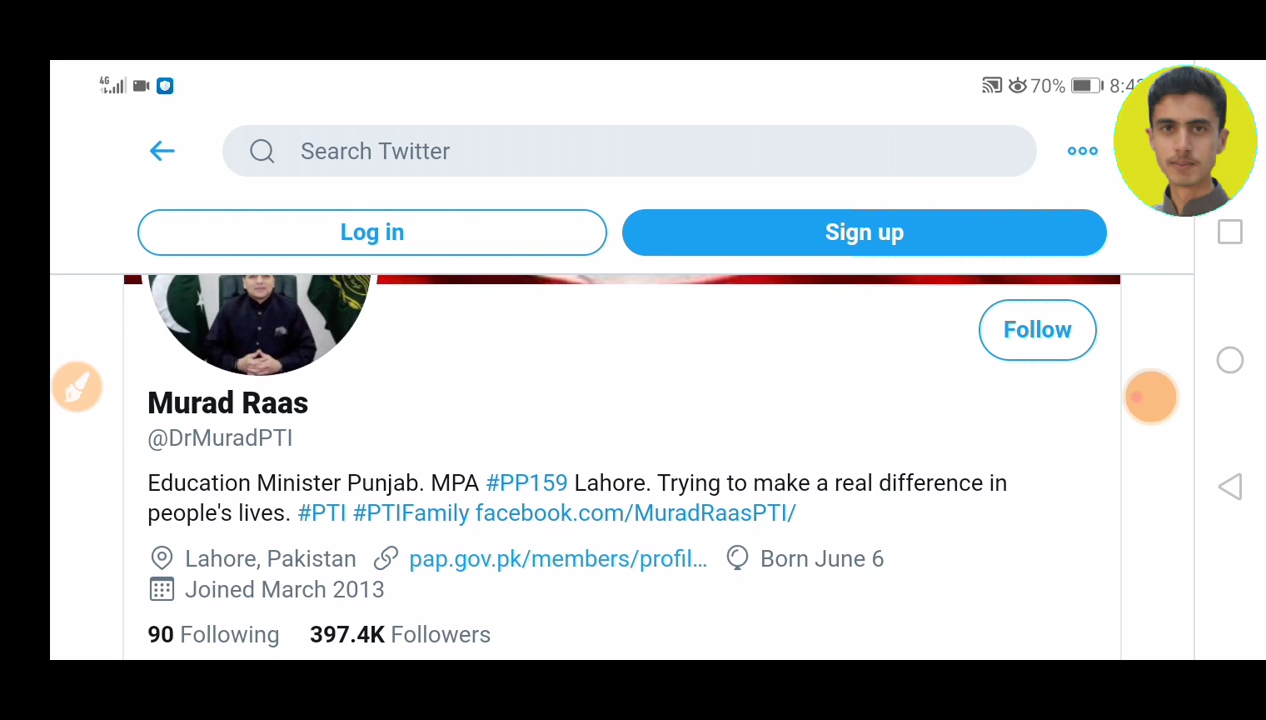 4G
70% 8:4
Search Twitter
Log in Sign up
Follow
Murad Raas
@DrMuradPTI
Education Minister Punjab. MPA #PP159 Lahore. Trying to make a real difference in
people's lives. #PTI #PTIFamily facebook.com/MuradRaasPTI/
Lahore, Pakistan pap.gov.pk/members/profil... Born June 6
Joined March 2013
90 Following 397.4K Followers